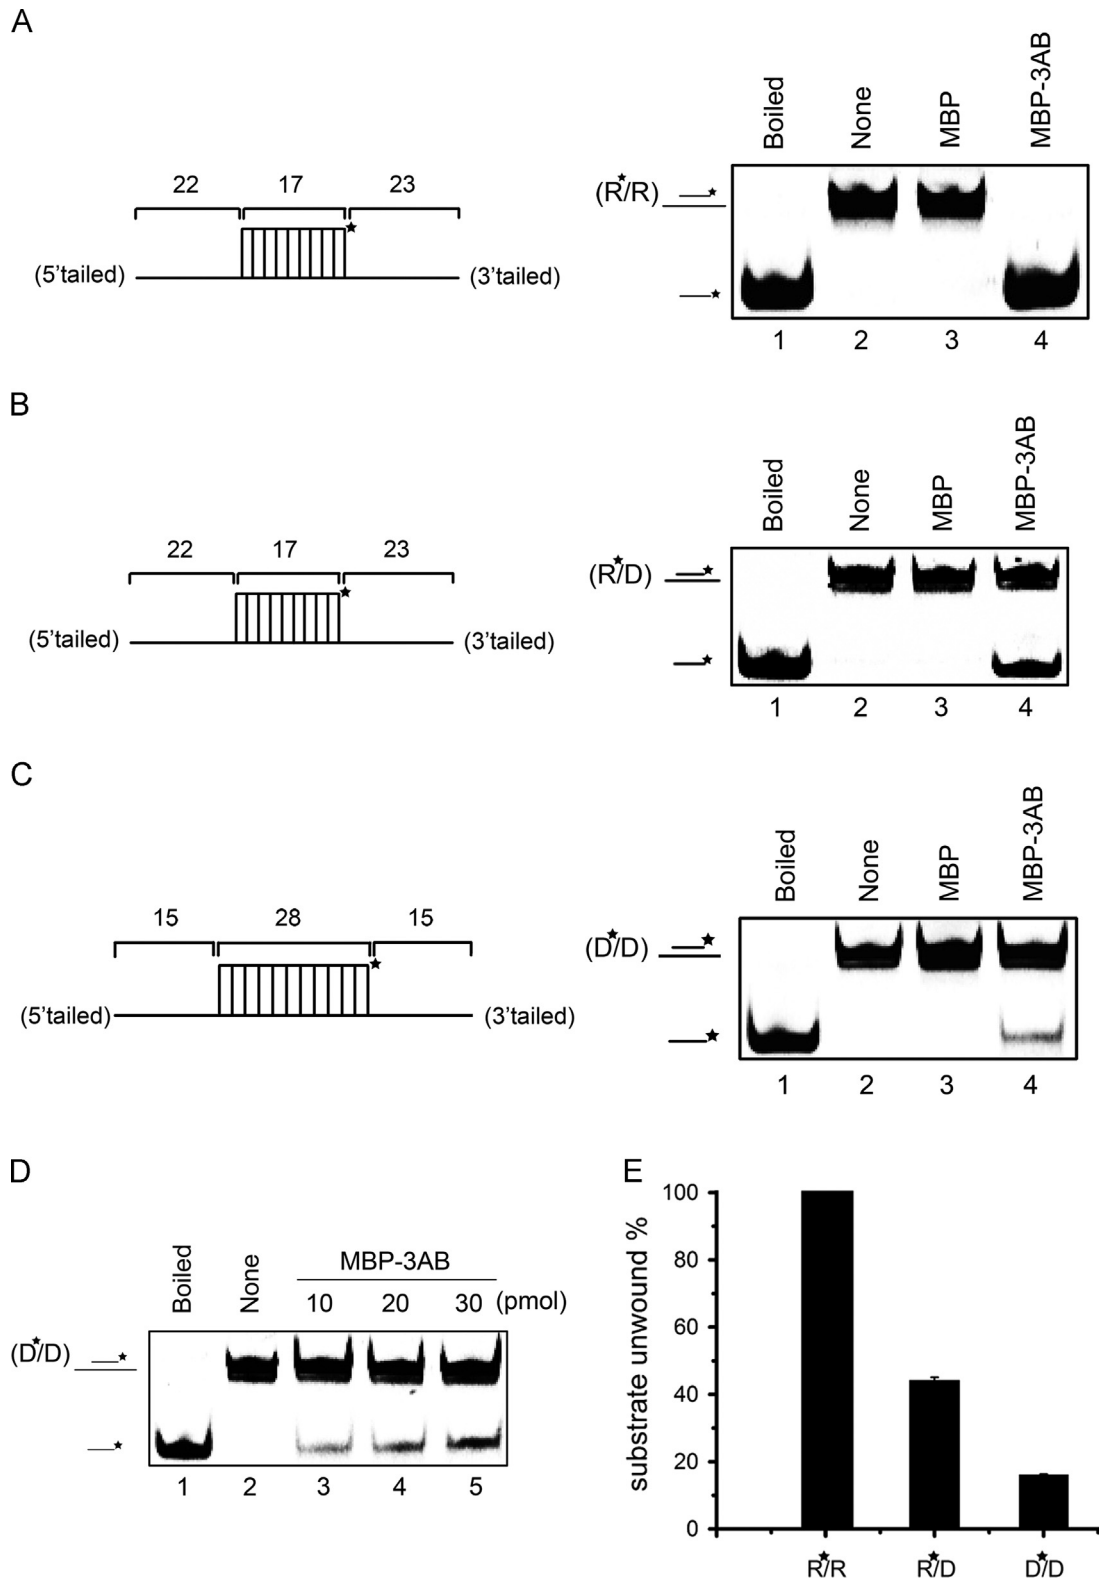 A
Boiled
None
MBP
MBP-3AB
22 17 23
(5'tailed) (3'tailed)
(R★/R)
1 2 3 4
B
Boiled
None
MBP
MBP-3AB
22 17 23
(5'tailed) (3'tailed)
(R★/D)
1 2 3 4
C
Boiled
None
MBP
MBP-3AB
15 28 15
(5'tailed) (3'tailed)
(D★/D)
1 2 3 4
D
Boiled
None
MBP-3AB
10 20 30 (pmol)
(D★/D)
1 2 3 4 5
E
substrate unwound %
100
80
60
40
20
0
R★/R R★/D D★/D